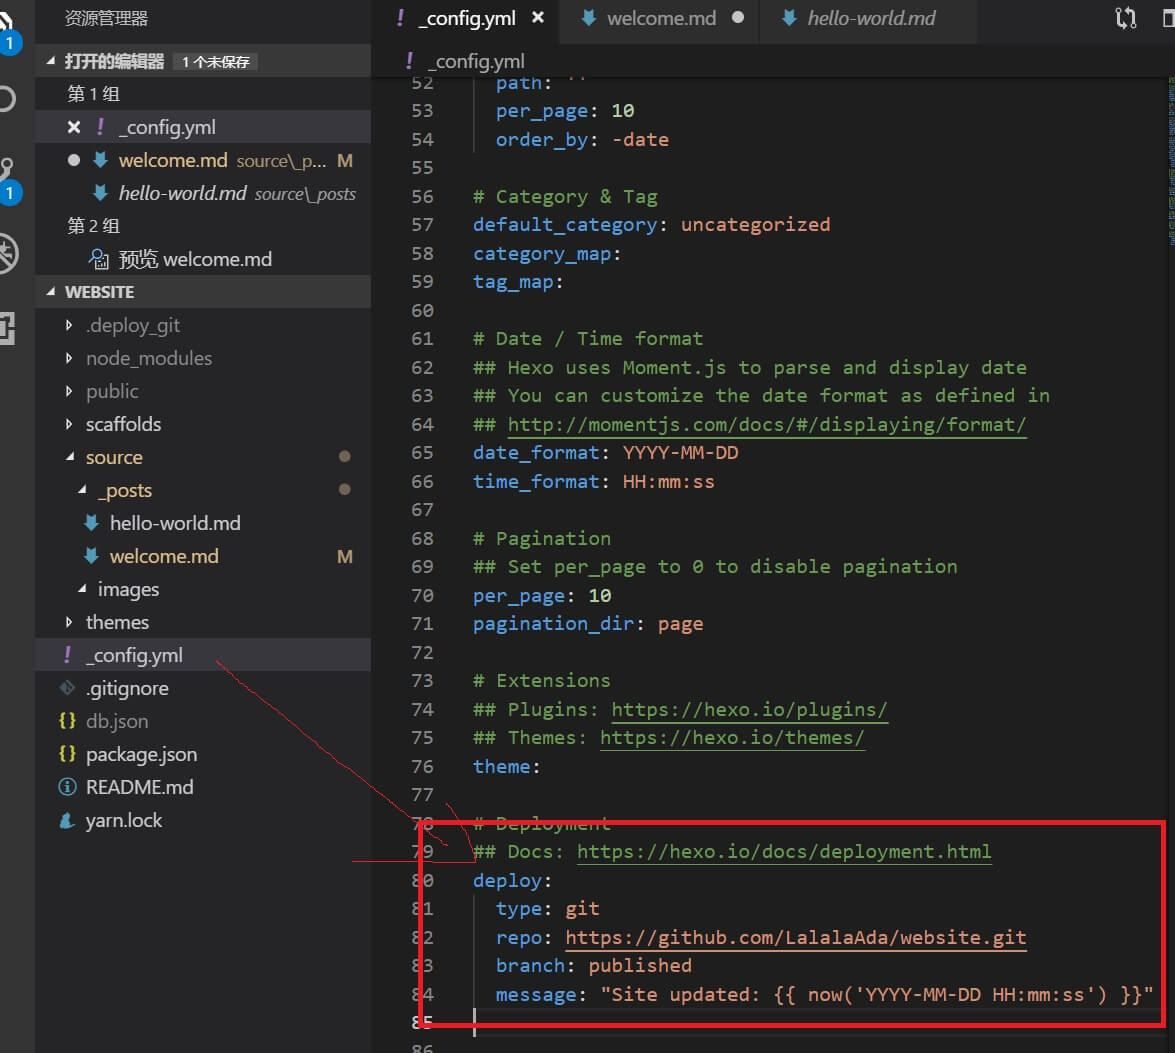 资源管理器
打开的编辑器 1 个未保存
第 1 组
_config.yml
welcome.md source\_p... M
hello-world.md source\_posts
第 2 组
预览 welcome.md
WEBSITE
.deploy_git
node_modules
public
scaffolds
source
_posts
hello-world.md
welcome.md M
images
themes
_config.yml
.gitignore
db.json
package.json
README.md
yarn.lock
1
1
_config.yml welcome.md hello-world.md
_config.yml
52 path: ''
53 per_page: 10
54 order_by: -date
55
56 # Category & Tag
57 default_category: uncategorized
58 category_map:
59 tag_map:
60
61 # Date / Time format
62 ## Hexo uses Moment.js to parse and display date
63 ## You can customize the date format as defined in
64 ## http://momentjs.com/docs/#/displaying/format/
65 date_format: YYYY-MM-DD
66 time_format: HH:mm:ss
67
68 # Pagination
69 ## Set per_page to 0 to disable pagination
70 per_page: 10
71 pagination_dir: page
72
73 # Extensions
74 ## Plugins: https://hexo.io/plugins/
75 ## Themes: https://hexo.io/themes/
76 theme:
77
78 # Deployment
79 ## Docs: https://hexo.io/docs/deployment.html
80 deploy:
81 type: git
82 repo: https://github.com/LalalaAda/website.git
83 branch: published
84 message: "Site updated: {{ now('YYYY-MM-DD HH:mm:ss') }}"
85
86